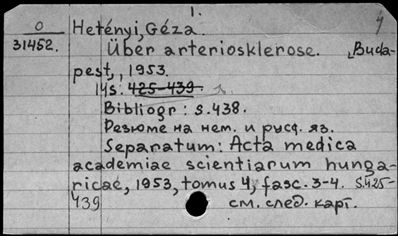 1.
O Hetényi, Géza. 4
31452. Über arteriosklerose. Buda-
pest, , 1953.
14s. 425-439
Bibliogr: s.438.
Резюме на нем. и русс. яз.
Separatum: Acta medica
academiae scientiarum hunga-
ricae, 1953, tomus 4, fasc. 3-4. S.425-
439 см. след. карт.